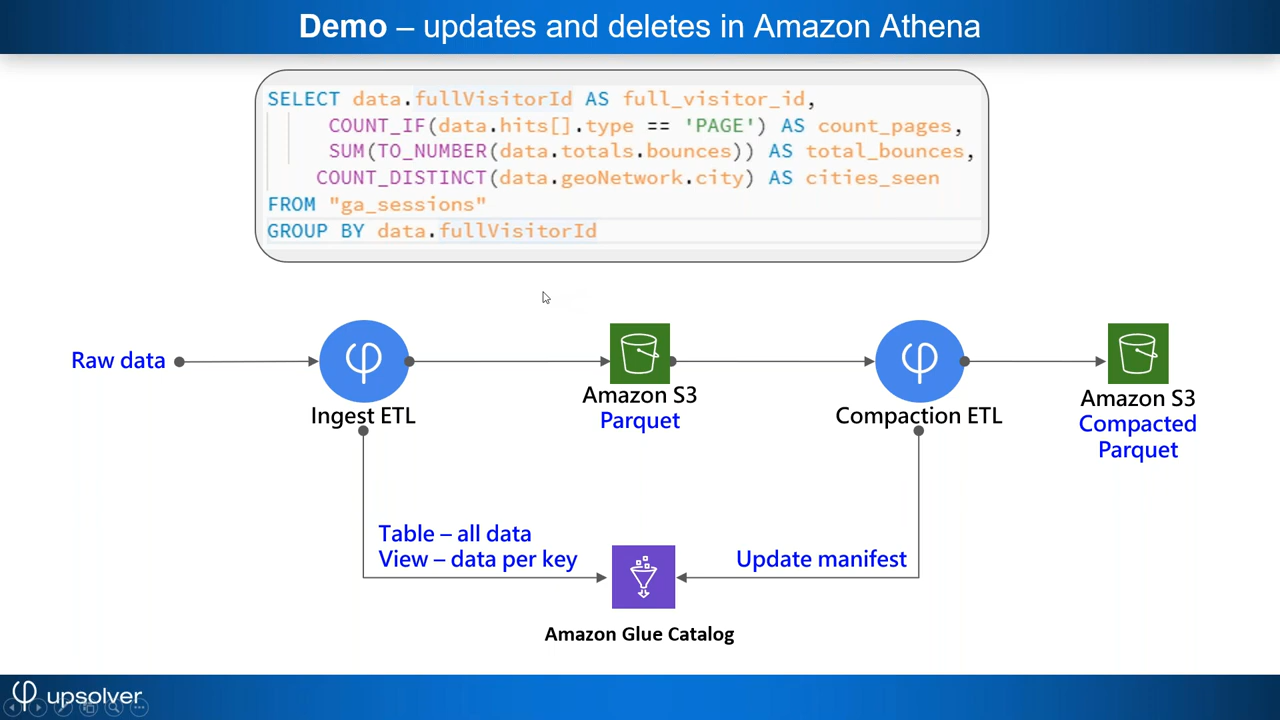 Demo – updates and deletes in Amazon Athena
SELECT data.fullVisitorId AS full_visitor_id,
COUNT_IF(data.hits[].type == 'PAGE') AS count_pages,
SUM(TO_NUMBER(data.totals.bounces)) AS total_bounces,
COUNT_DISTINCT(data.geoNetwork.city) AS cities_seen
FROM "ga_sessions"
GROUP BY data.fullVisitorId
Raw data
Ingest ETL
Amazon S3
Parquet
Compaction ETL
Amazon S3
Compacted
Parquet
Table – all data
View – data per key
Update manifest
Amazon Glue Catalog
upsolver